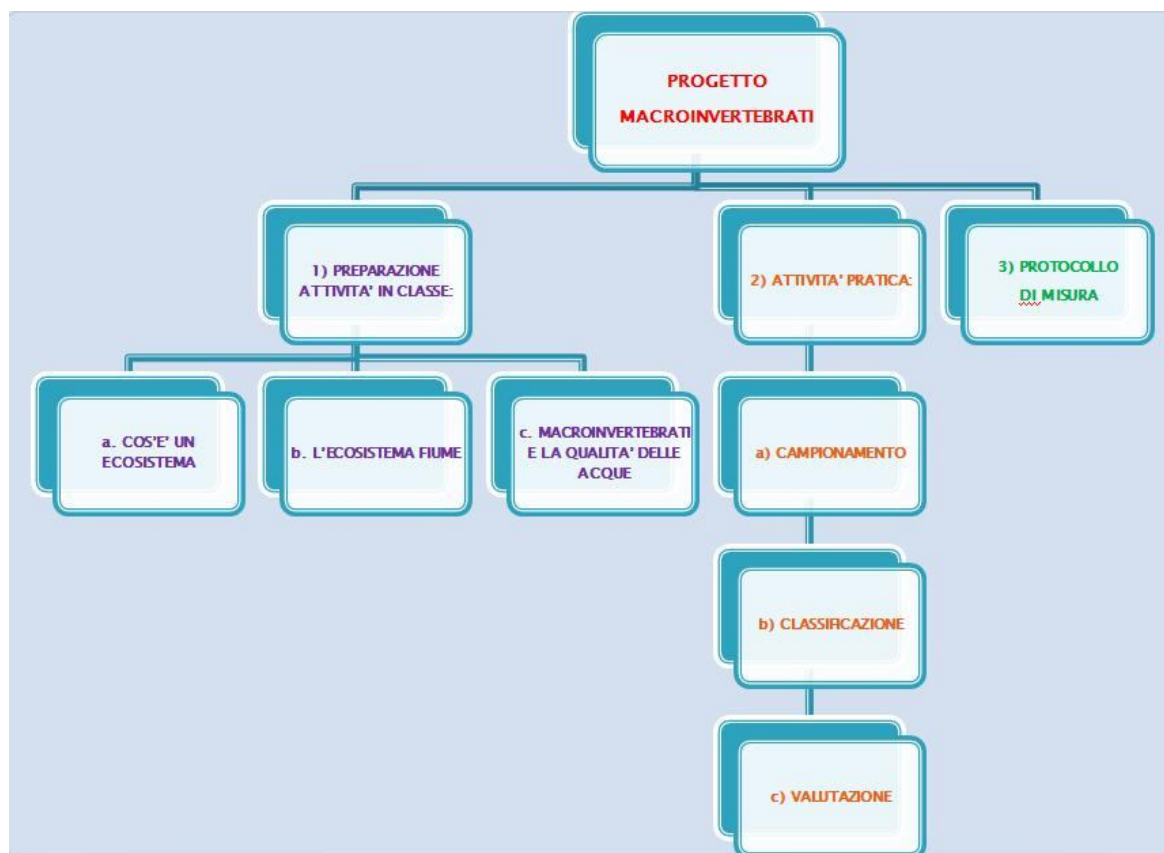 PROGETTO
MACROINVERTEBRATI
1) PREPARAZIONE
ATTIVITA' IN CLASSE:
2) ATTIVITA' PRATICA:
3) PROTOCOLLO
DI MISURA
a. COS'E' UN
ECOSISTEMA
b. L'ECOSISTEMA FIUME
c. MACROINVERTEBRATI
E LA QUALITA' DELLE
ACQUE
a) CAMPIONAMENTO
b) CLASSIFICAZIONE
c) VALUTAZIONE